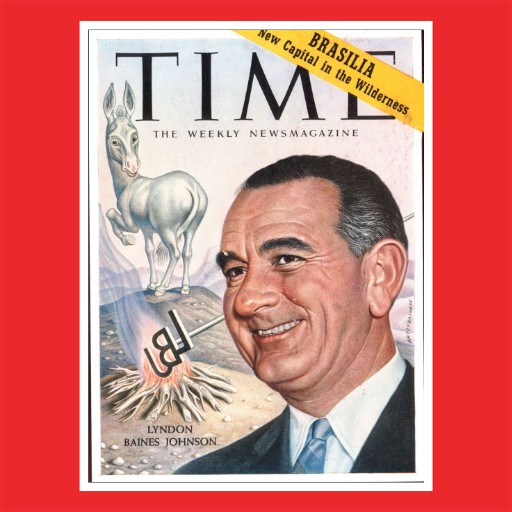 BRASILIA
New Capital in the Wilderness
TIME
THE WEEKLY NEWSMAGAZINE
LBJ
LYNDON
BAINES JOHNSON